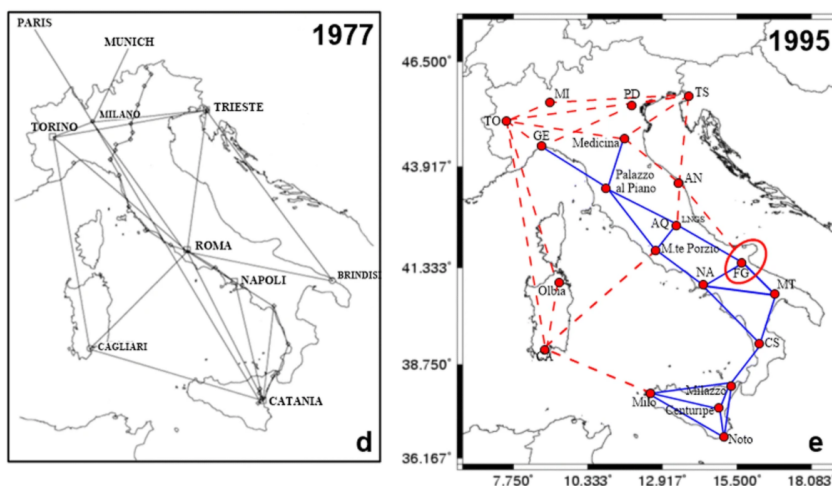 1977
PARIS
MUNICH
MILANO
TORINO
TRIESTE
ROMA
NAPOLI
BRINDISI
CAGLIARI
CATANIA
d
1995
46.500°
43.917°
41.333°
38.750°
36.167°
MI
PD
TS
TO
GE
Medicina
Palazzo
al Piano
AN
AQ
LNGS
M.te Porzio
FG
NA
MT
Olbia
CA
CS
Milazzo
Milo
Centuripe
Noto
e
7.750°
10.333°
12.917°
15.500°
18.083°